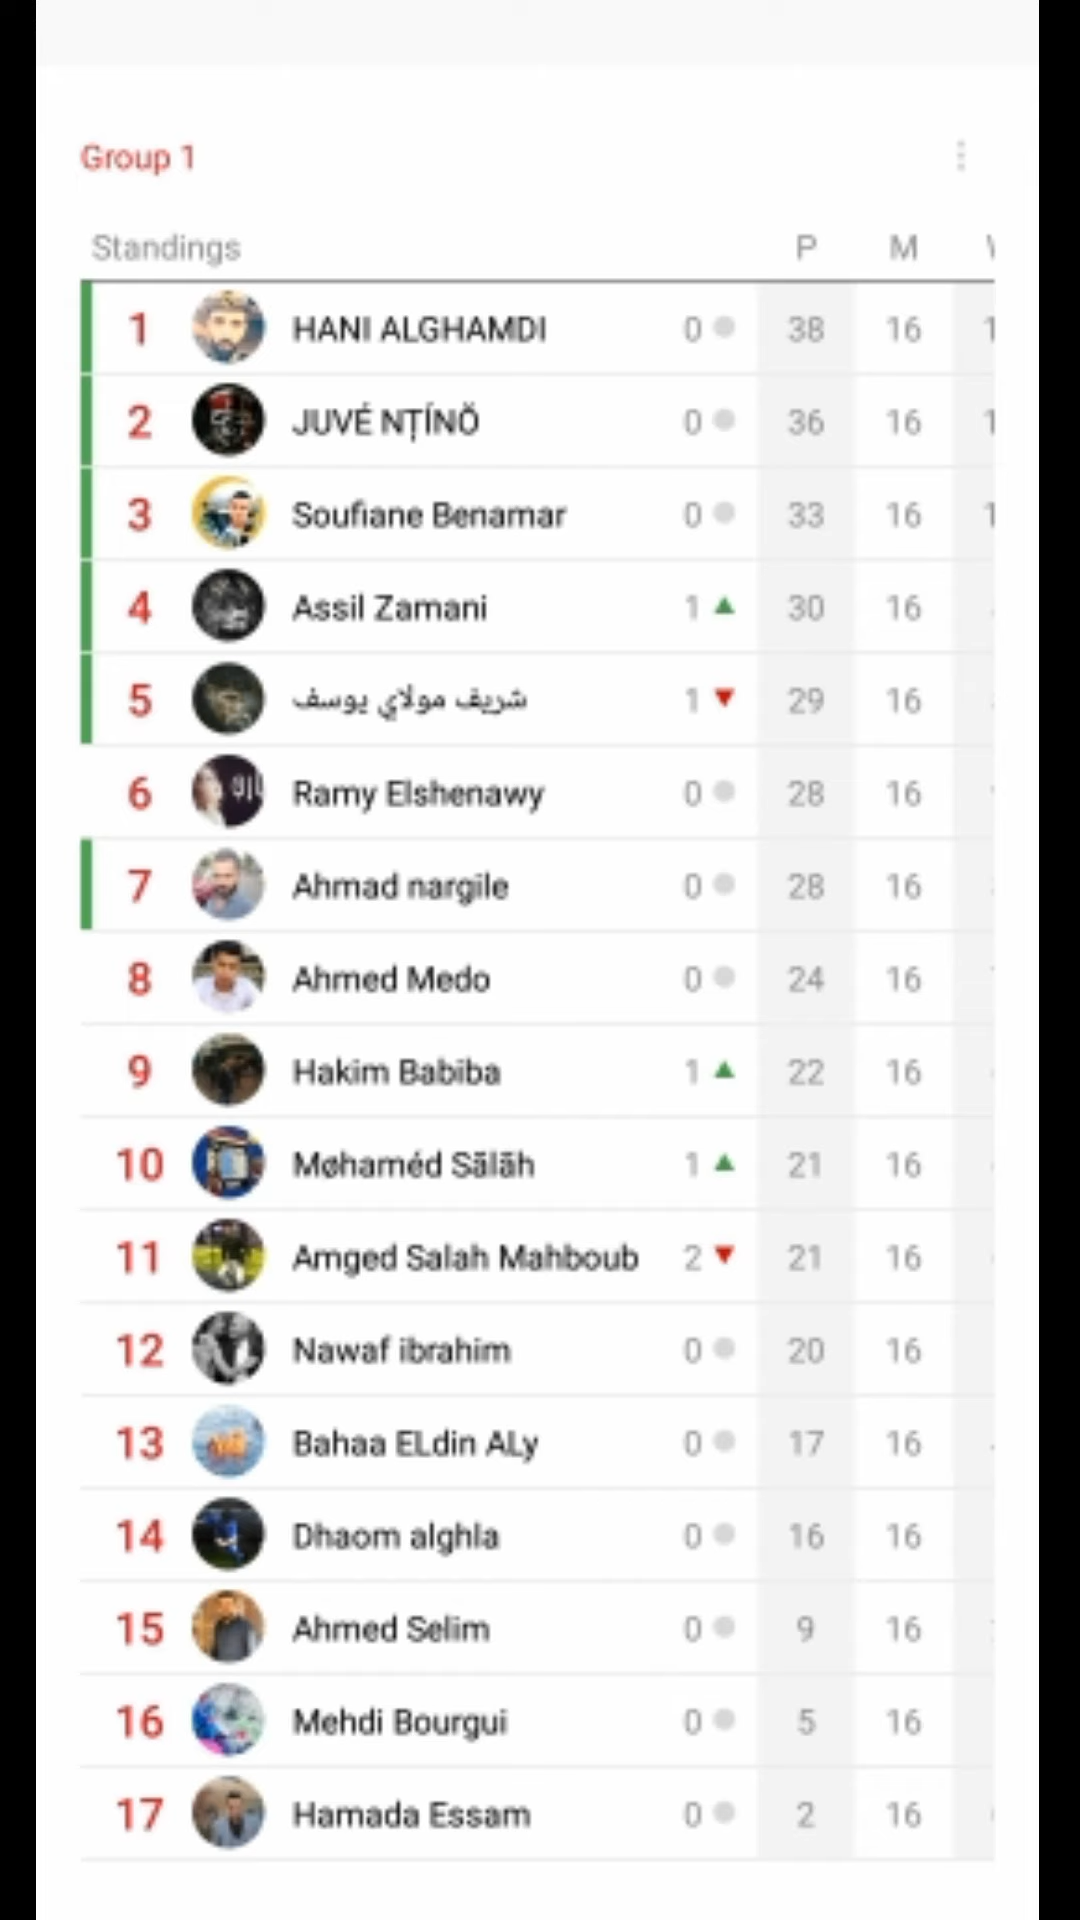 Group 1
Standings P M
1 HANI ALGHAMDI 0 38 16
2 JUVÉ NŢÍNÖ 0 36 16
3 Soufiane Benamar 0 33 16
4 Assil Zamani 1 30 16
5 شريف مولاي يوسف 1 29 16
6 Ramy Elshenawy 0 28 16
7 Ahmad nargile 0 28 16
8 Ahmed Medo 0 24 16
9 Hakim Babiba 1 22 16
10 Møhaméd Sãlãh 1 21 16
11 Amged Salah Mahboub 2 21 16
12 Nawaf ibrahim 0 20 16
13 Bahaa ELdin ALy 0 17 16
14 Dhaom alghla 0 16 16
15 Ahmed Selim 0 9 16
16 Mehdi Bourgui 0 5 16
17 Hamada Essam 0 2 16